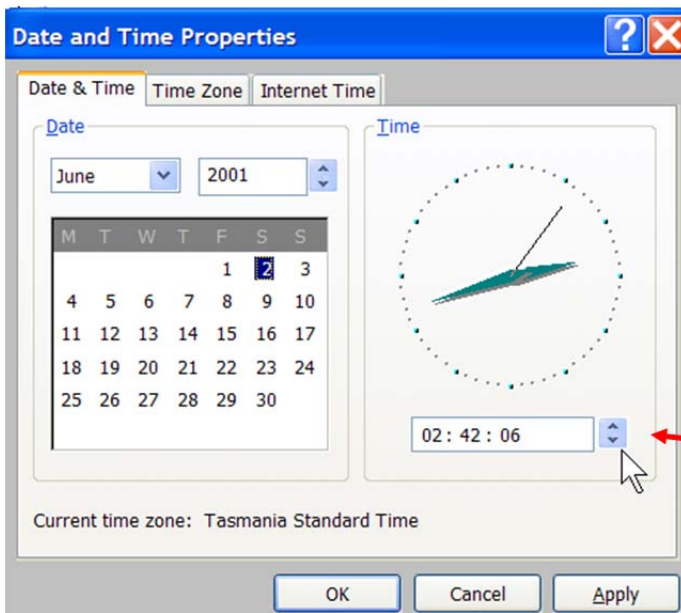 Date and Time Properties
Date & Time Time Zone Internet Time
Date
Time
June 2001
M T W T F S S
1 2 3
4 5 6 7 8 9 10
11 12 13 14 15 16 17
18 19 20 21 22 23 24
25 26 27 28 29 30
02: 42: 06
Current time zone: Tasmania Standard Time
OK Cancel Apply